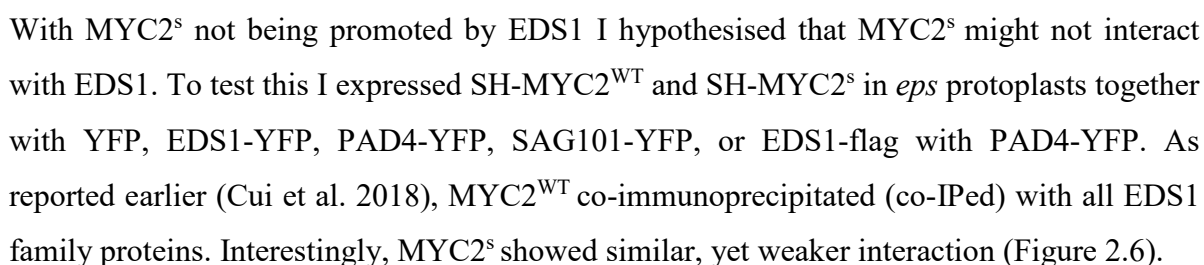 With MYC2ˢ not being promoted by EDS1 I hypothesised that MYC2ˢ might not interact
with EDS1. To test this I expressed SH-MYC2ᵂᵀ and SH-MYC2ˢ in eps protoplasts together
with YFP, EDS1-YFP, PAD4-YFP, SAG101-YFP, or EDS1-flag with PAD4-YFP. As
reported earlier (Cui et al. 2018), MYC2ᵂᵀ co-immunoprecipitated (co-IPed) with all EDS1
family proteins. Interestingly, MYC2ˢ showed similar, yet weaker interaction (Figure 2.6).